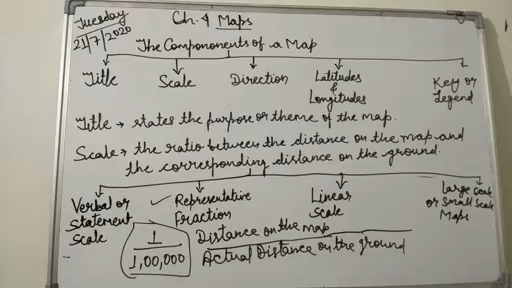 Tuesday
21/7/2020
Ch. 4 Maps
The Componenets of a Map
Title
Scale
Direction
Latitudes
&
Longitudes
Key or
Legend
Title → states the purpose or theme of the map.
Scale → the ratio between the distance on the map and
the corresponding distance on the ground.
Verbal or
statement
scale
✓ Representative
Fraction
Linear
Scale
large scale
or Small scale
Maps
1
1,00,000
Distance on the map
Actual Distance on the ground